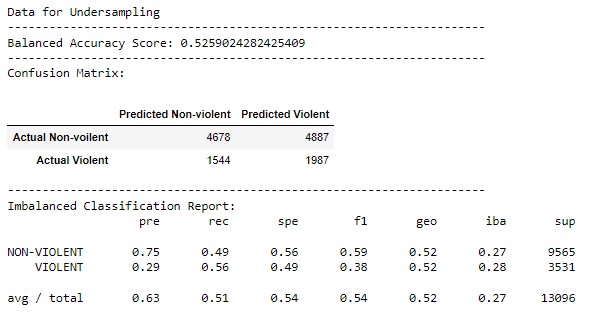 Data for Undersampling
--------------------------------------------------------------------
Balanced Accuracy Score: 0.5259024282425409
--------------------------------------------------------------------
Confusion Matrix:
Predicted Non-violent Predicted Violent
Actual Non-voilent 4678 4887
Actual Violent 1544 1987
--------------------------------------------------------------------
Imbalanced Classification Report:
pre rec spe f1 geo iba sup
NON-VIOLENT 0.75 0.49 0.56 0.59 0.52 0.27 9565
VIOLENT 0.29 0.56 0.49 0.38 0.52 0.28 3531
avg / total 0.63 0.51 0.54 0.54 0.52 0.27 13096